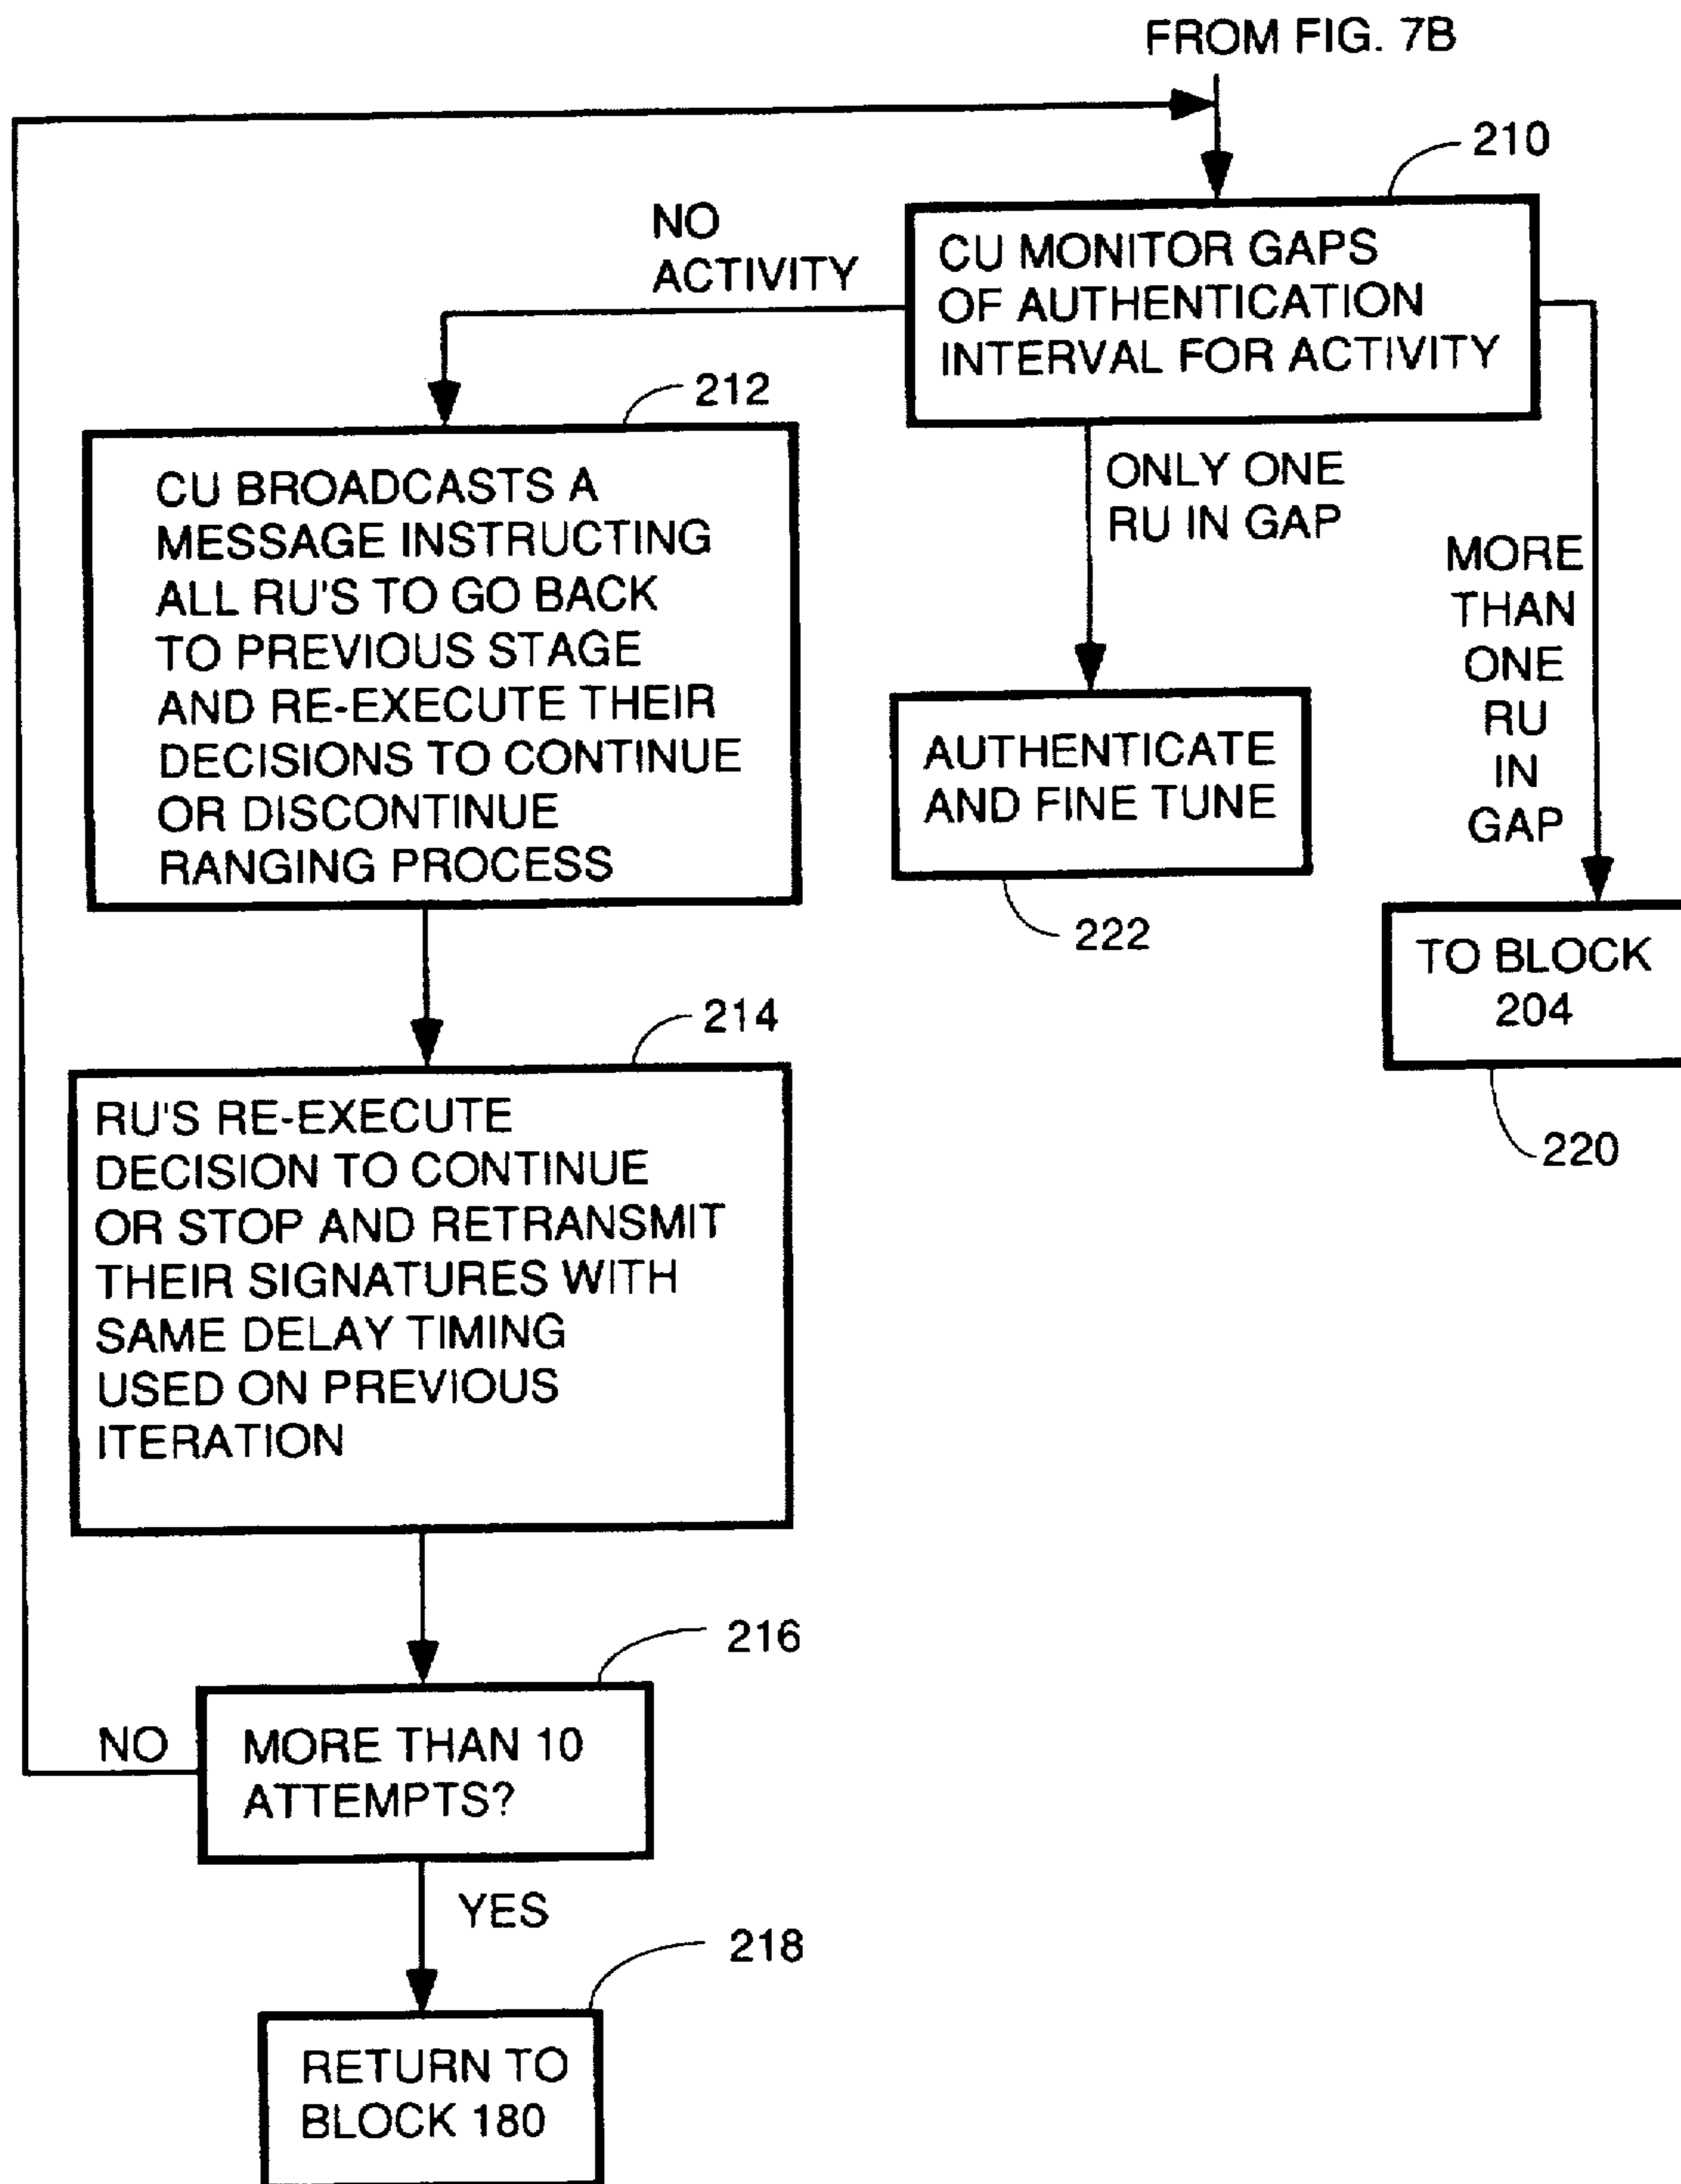 FROM FIG. 7B
210
NO
ACTIVITY
CU MONITOR GAPS
OF AUTHENTICATION
INTERVAL FOR ACTIVITY
212
CU BROADCASTS A
MESSAGE INSTRUCTING
ALL RU'S TO GO BACK
TO PREVIOUS STAGE
AND RE-EXECUTE THEIR
DECISIONS TO CONTINUE
OR DISCONTINUE
RANGING PROCESS
ONLY ONE
RU IN GAP
MORE
THAN
ONE
RU
IN
GAP
AUTHENTICATE
AND FINE TUNE
222
TO BLOCK
204
220
214
RU'S RE-EXECUTE
DECISION TO CONTINUE
OR STOP AND RETRANSMIT
THEIR SIGNATURES WITH
SAME DELAY TIMING
USED ON PREVIOUS
ITERATION
216
NO
MORE THAN 10
ATTEMPTS?
YES
218
RETURN TO
BLOCK 180